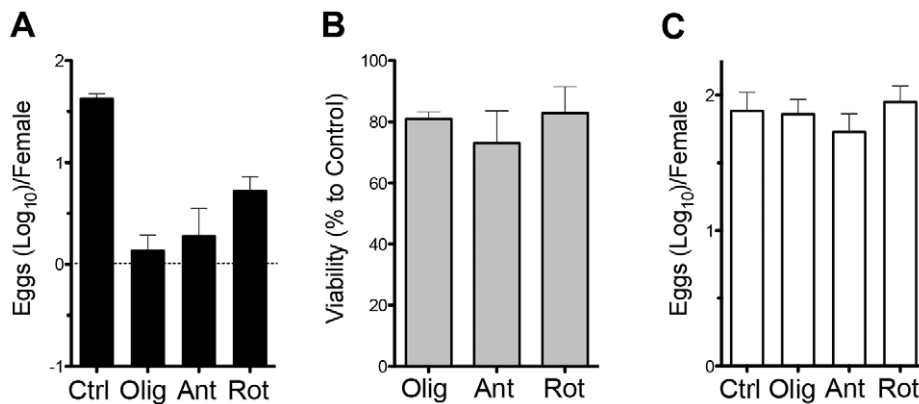 A
Eggs (Log10)/Female
2
1
0
-1
Ctrl Olig Ant Rot
B
Viability (% to Control)
100
80
60
40
20
0
Olig Ant Rot
C
Eggs (Log10)/Female
2
1
0
Ctrl Olig Ant Rot